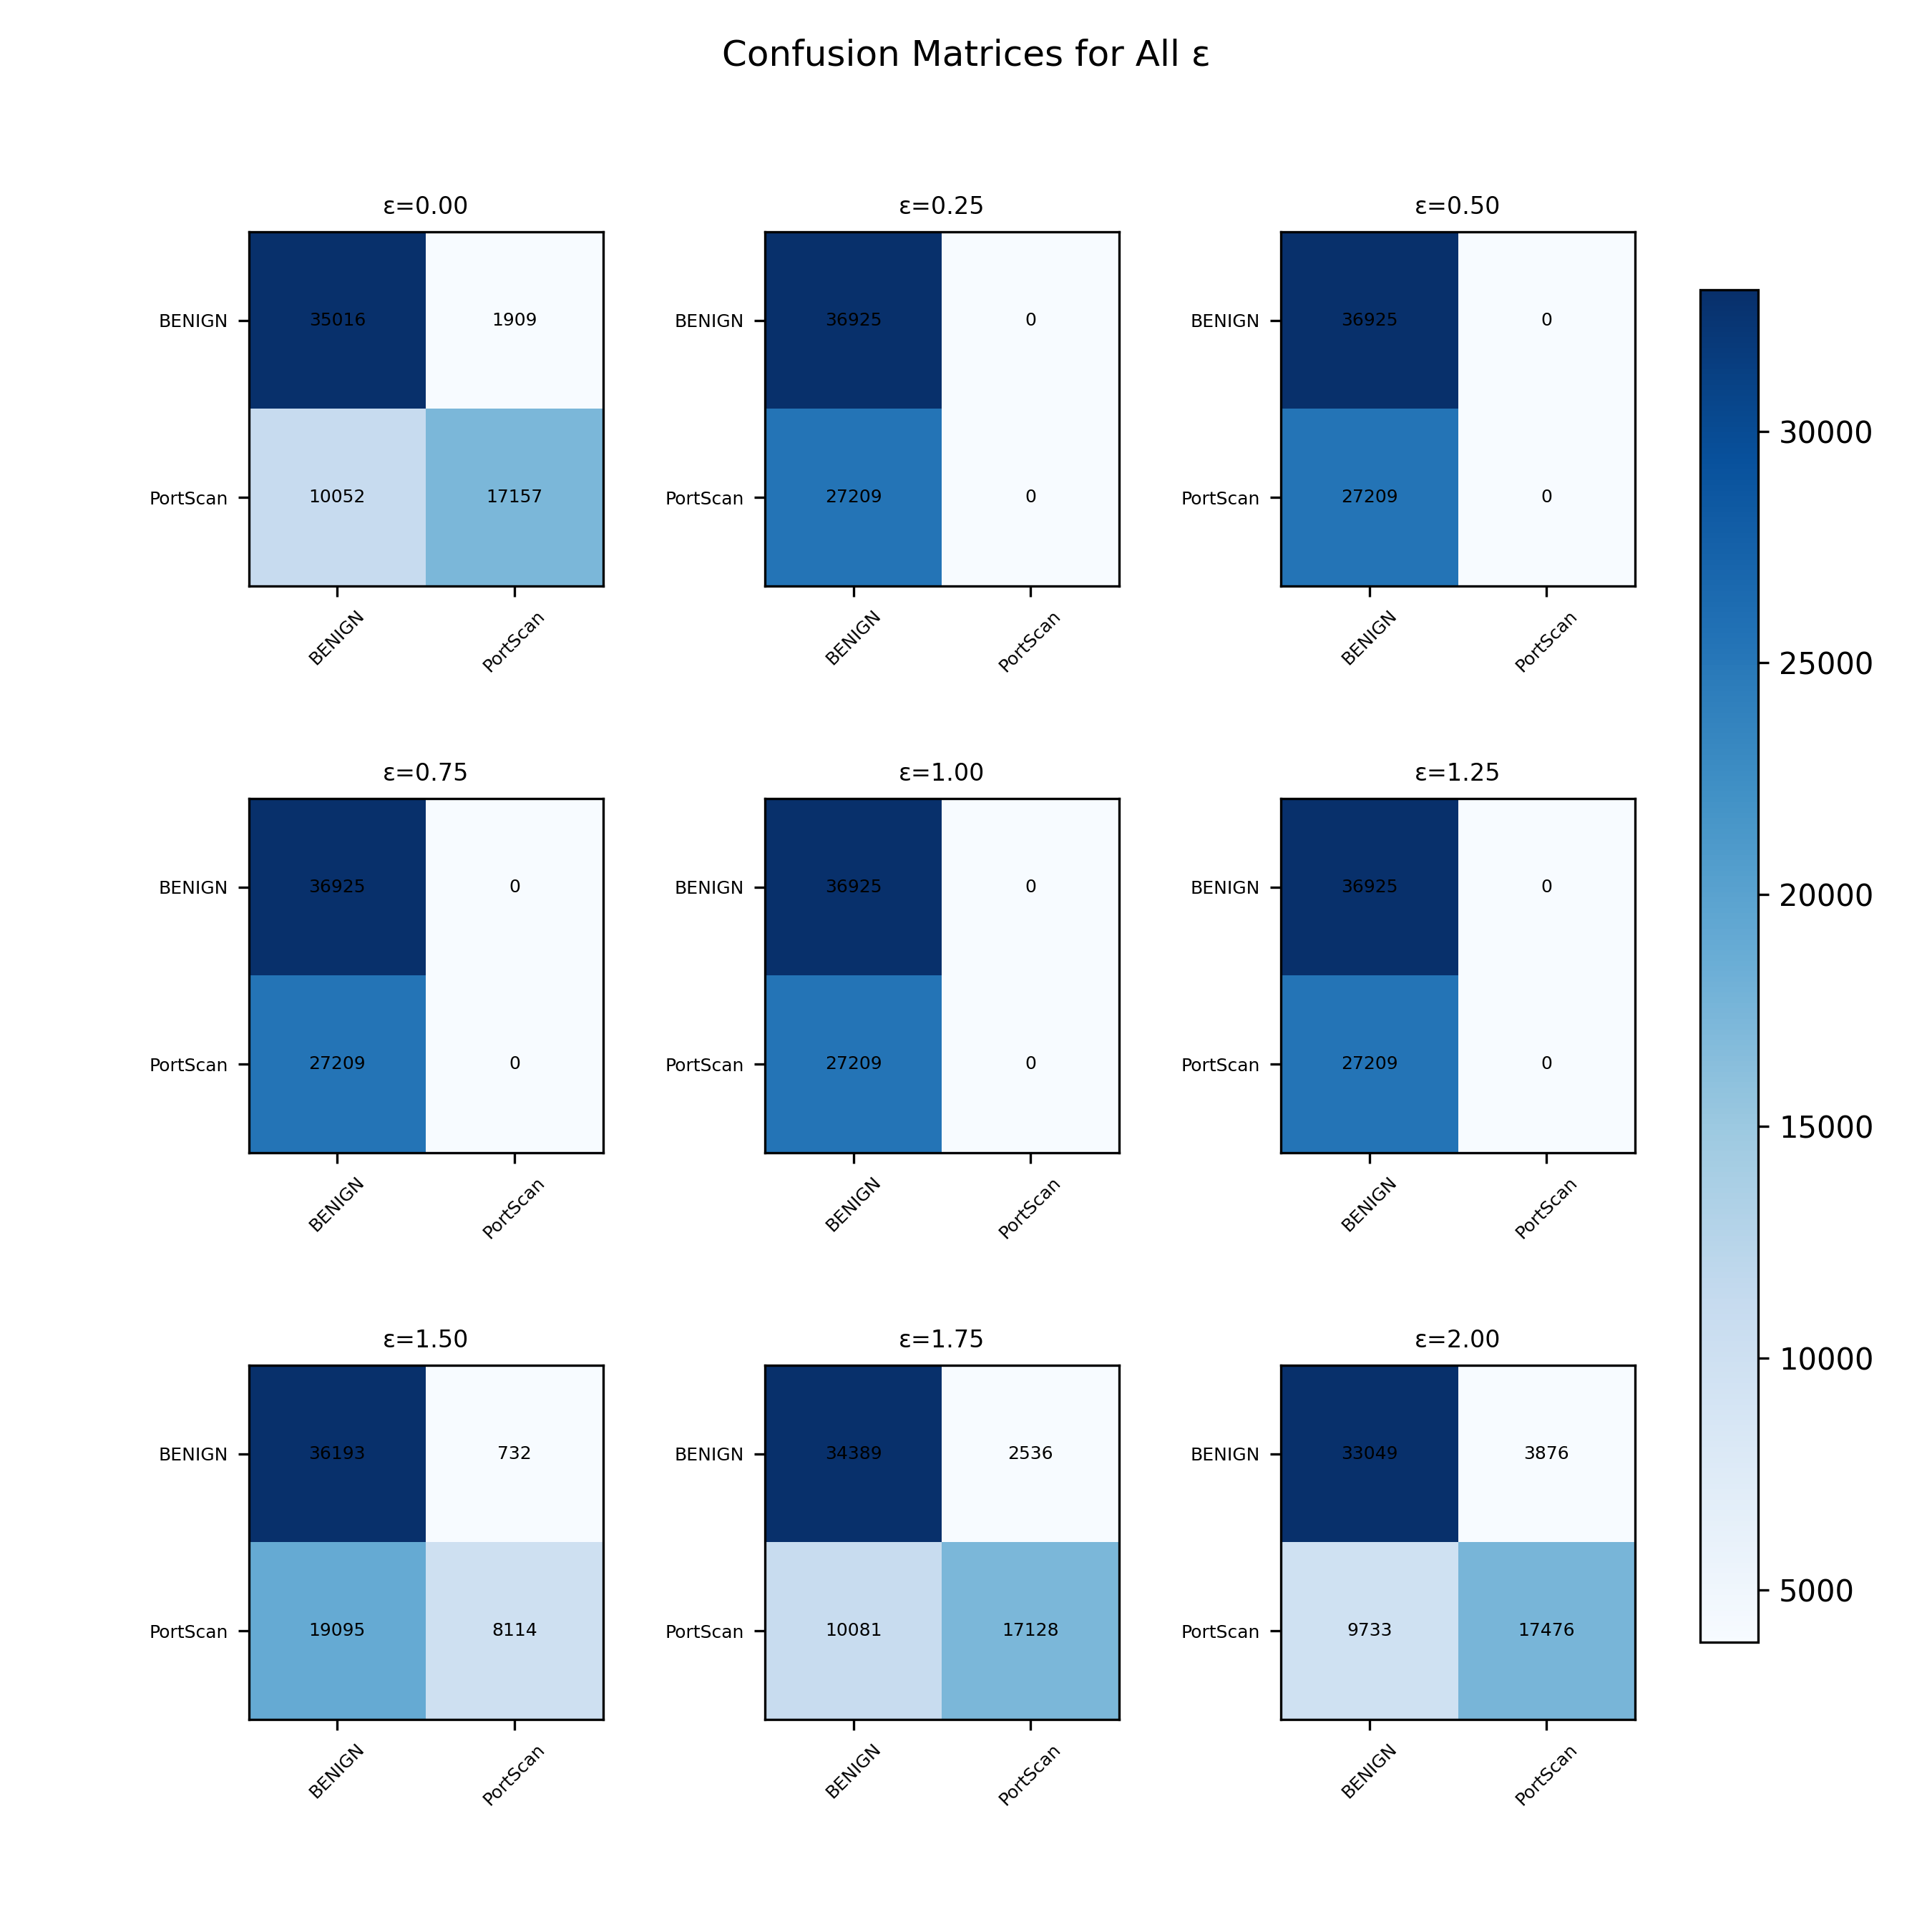 Confusion Matrices for All ε
ε=0.00 ε=0.25 ε=0.50
BENIGN 35016 1909 BENIGN 36925 0 BENIGN 36925 0
30000
PortScan 10052 17157 PortScan 27209 0 PortScan 27209 0
BENIGN PortScan BENIGN PortScan BENIGN PortScan
25000
ε=0.75 ε=1.00 ε=1.25
BENIGN 36925 0 BENIGN 36925 0 BENIGN 36925 0
20000
PortScan 27209 0 PortScan 27209 0 PortScan 27209 0
15000
BENIGN PortScan BENIGN PortScan BENIGN PortScan
ε=1.50 ε=1.75 ε=2.00
10000
BENIGN 36193 732 BENIGN 34389 2536 BENIGN 33049 3876
5000
PortScan 19095 8114 PortScan 10081 17128 PortScan 9733 17476
BENIGN PortScan BENIGN PortScan BENIGN PortScan